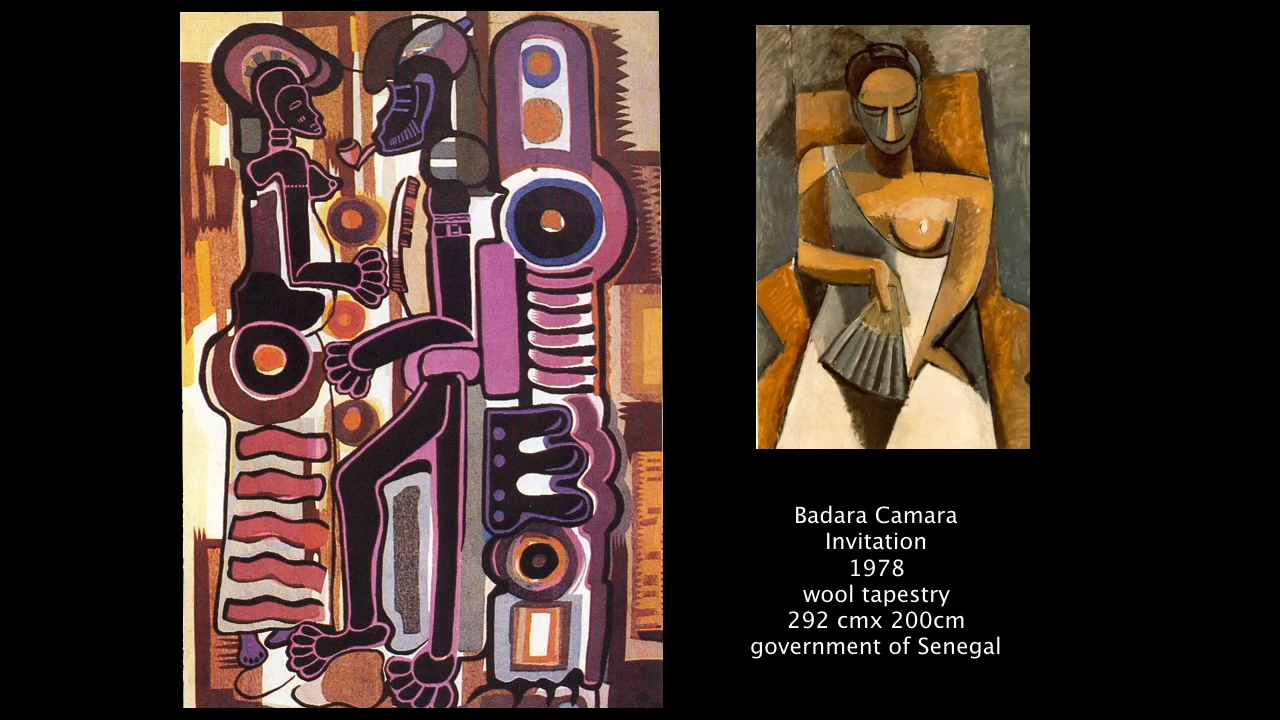 Badara Camara
Invitation
1978
wool tapestry
292 cmx 200cm
government of Senegal